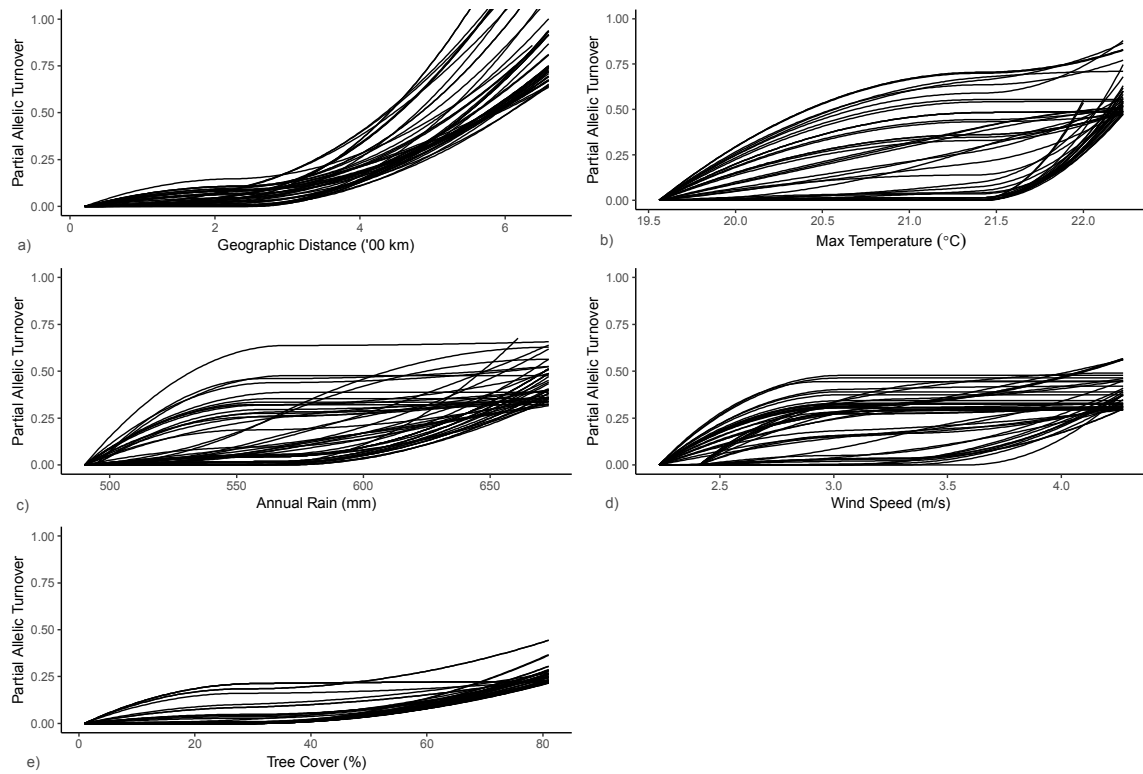 1.00
0.75
0.50
0.25
0.00
Partial Allelic Turnover
0 2 4 6
Geographic Distance ('00 km)
a)
1.00
0.75
0.50
0.25
0.00
Partial Allelic Turnover
19.5 20.0 20.5 21.0 21.5 22.0
Max Temperature (°C)
b)
1.00
0.75
0.50
0.25
0.00
Partial Allelic Turnover
500 550 600 650
Annual Rain (mm)
c)
1.00
0.75
0.50
0.25
0.00
Partial Allelic Turnover
2.5 3.0 3.5 4.0
Wind Speed (m/s)
d)
1.00
0.75
0.50
0.25
0.00
Partial Allelic Turnover
0 20 40 60 80
Tree Cover (%)
e)